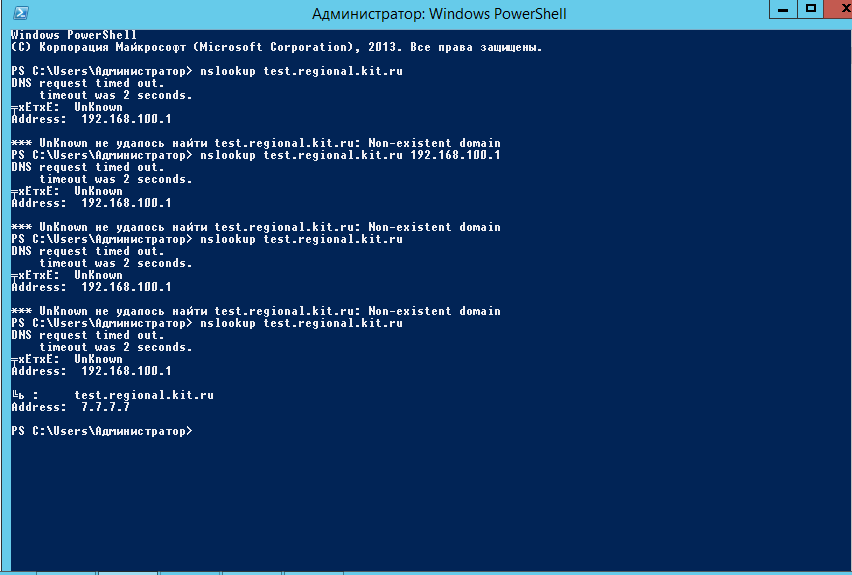 Администратор: Windows PowerShell
Windows PowerShell
(C) Корпорация Майкрософт (Microsoft Corporation), 2013. Все права защищены.
PS C:\Users\Администратор> nslookup test.regional.kit.ru
DNS request timed out.
timeout was 2 seconds.
╤хЁтхЁ:  UnKnown
Address:  192.168.100.1
*** UnKnown не удалось найти test.regional.kit.ru: Non-existent domain
PS C:\Users\Администратор> nslookup test.regional.kit.ru 192.168.100.1
DNS request timed out.
timeout was 2 seconds.
╤хЁтхЁ:  UnKnown
Address:  192.168.100.1
*** UnKnown не удалось найти test.regional.kit.ru: Non-existent domain
PS C:\Users\Администратор> nslookup test.regional.kit.ru
DNS request timed out.
timeout was 2 seconds.
╤хЁтхЁ:  UnKnown
Address:  192.168.100.1
*** UnKnown не удалось найти test.regional.kit.ru: Non-existent domain
PS C:\Users\Администратор> nslookup test.regional.kit.ru
DNS request timed out.
timeout was 2 seconds.
╤хЁтхЁ:  UnKnown
Address:  192.168.100.1
╚ь :     test.regional.kit.ru
Address:  7.7.7.7
PS C:\Users\Администратор>